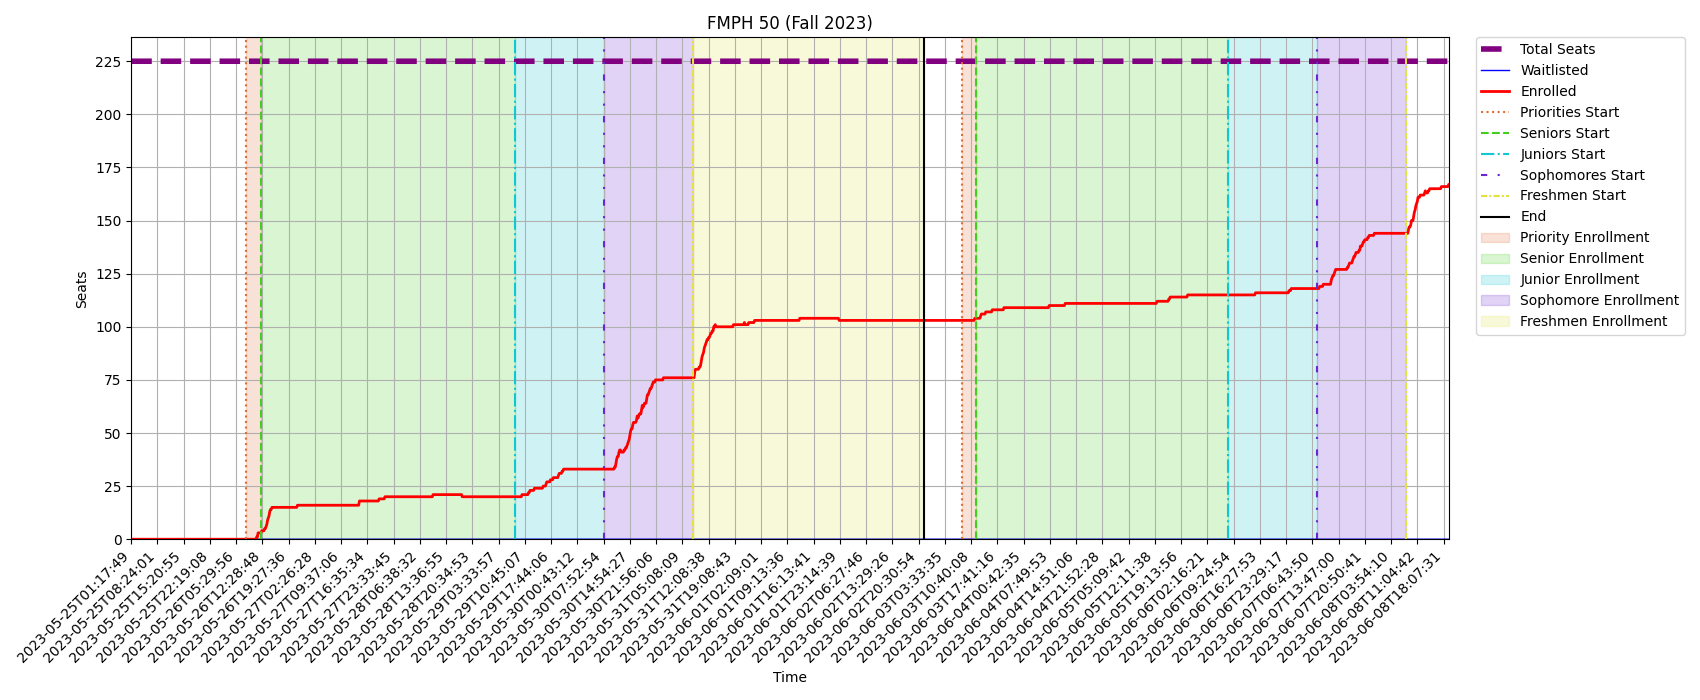 FMPH 50 (Fall 2023)
Seats
225
200
175
150
125
100
75
50
25
0
2023-05-25T01:17:49
2023-05-25T08:24:01
2023-05-25T15:20:55
2023-05-25T22:19:08
2023-05-26T05:29:56
2023-05-26T12:28:48
2023-05-26T19:27:36
2023-05-27T02:26:28
2023-05-27T09:37:06
2023-05-27T16:35:34
2023-05-27T23:33:45
2023-05-28T06:38:32
2023-05-28T13:36:55
2023-05-28T20:34:53
2023-05-29T03:33:57
2023-05-29T10:45:07
2023-05-29T17:44:06
2023-05-30T00:43:12
2023-05-30T07:52:54
2023-05-30T14:54:27
2023-05-30T21:56:06
2023-05-31T05:08:09
2023-05-31T12:08:38
2023-05-31T19:08:43
2023-06-01T02:09:01
2023-06-01T09:13:36
2023-06-01T16:13:41
2023-06-01T23:14:39
2023-06-02T06:27:46
2023-06-02T13:29:26
2023-06-02T20:30:54
2023-06-03T03:33:35
2023-06-03T10:40:08
2023-06-03T17:41:16
2023-06-04T00:42:35
2023-06-04T07:49:53
2023-06-04T14:51:06
2023-06-04T21:52:28
2023-06-05T05:09:42
2023-06-05T12:11:38
2023-06-05T19:13:56
2023-06-06T02:16:21
2023-06-06T09:24:54
2023-06-06T16:27:53
2023-06-06T23:29:17
2023-06-07T06:43:50
2023-06-07T13:47:00
2023-06-07T20:50:41
2023-06-08T03:54:10
2023-06-08T11:04:42
2023-06-08T18:07:31
Time
Total Seats
Waitlisted
Enrolled
Priorities Start
Seniors Start
Juniors Start
Sophomores Start
Freshmen Start
End
Priority Enrollment
Senior Enrollment
Junior Enrollment
Sophomore Enrollment
Freshmen Enrollment